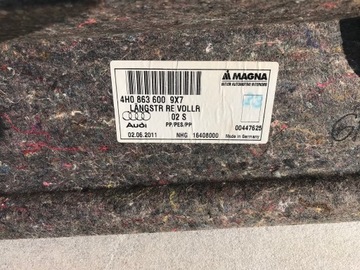 MAGNA
4H0 863 600 9X7
LÄNGSTR RE VOLLR
02 S
Audi
PP/PES/PP
02.06.2011
NHG 16408000
00447625
Made in Germany